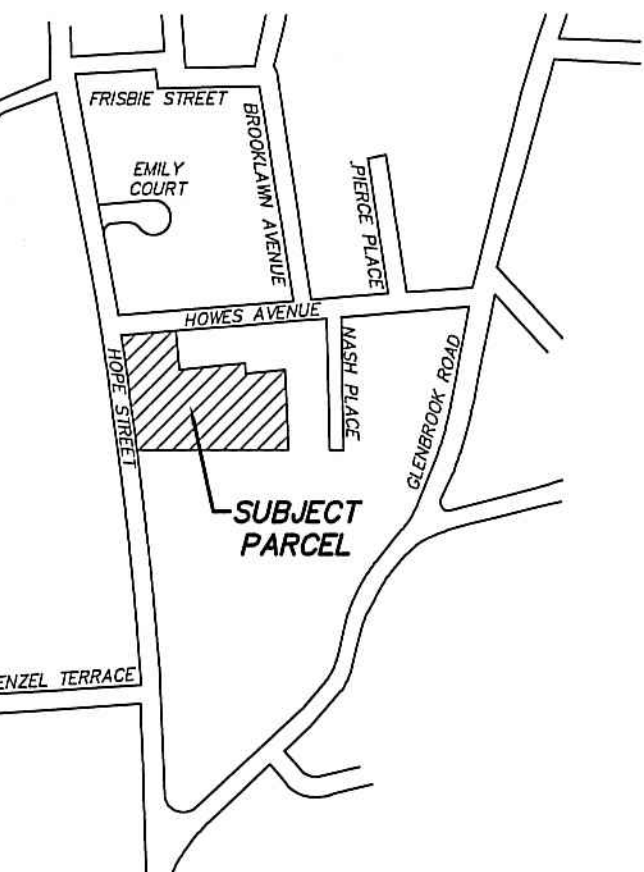 FRISBIE STREET
BROOKLAWN AVENUE
EMILY
COURT
PIERCE PLACE
HOWES AVENUE
HOPE STREET
NASH PLACE
GLENBROOK ROAD
SUBJECT
PARCEL
ENZEL TERRACE